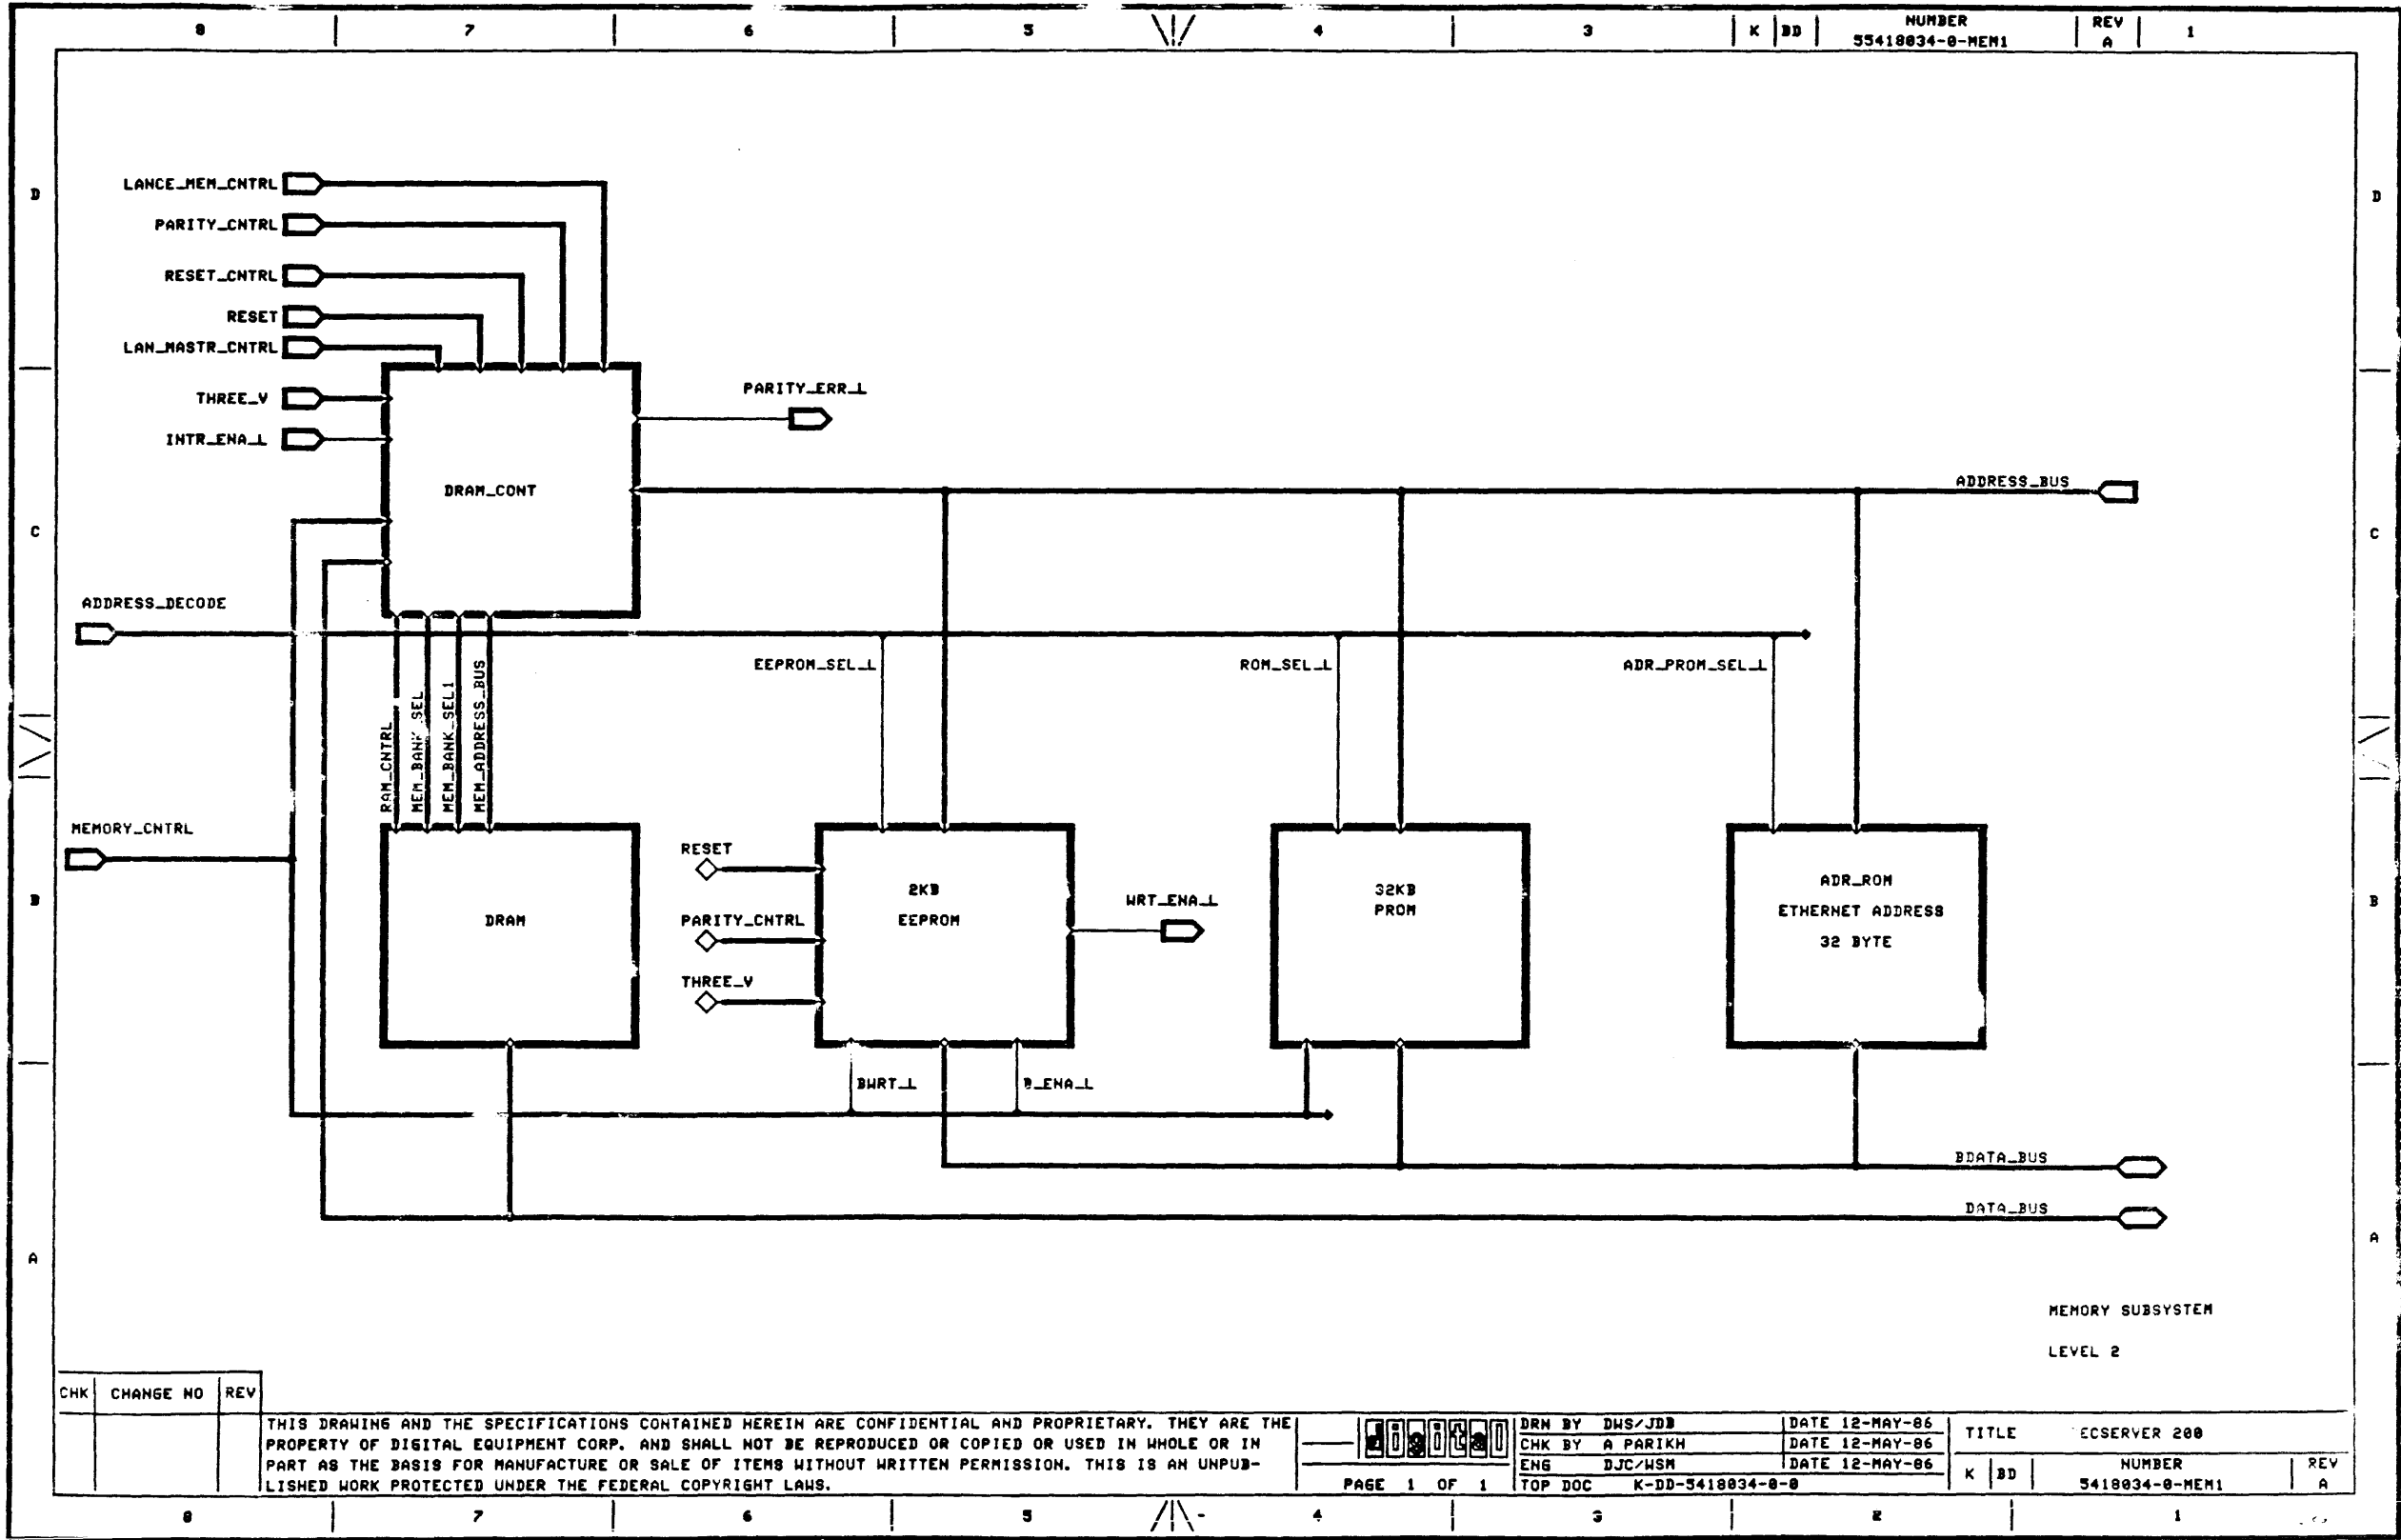 8 7 6 5 4 3 K BD NUMBER 55418034-0-MEM1 REV A 1
D D
LANCE_MEM_CNTRL
PARITY_CNTRL
RESET_CNTRL
RESET
LAN_MASTR_CNTRL
THREE_V
INTR_ENA_L
PARITY_ERR_L
DRAM_CONT
ADDRESS_BUS
C C
ADDRESS_DECODE
EEPROM_SEL_L
ROM_SEL_L
ADR_PROM_SEL_L
RAM_CNTRL
MEM_BANK_SEL
MEM_BANK_SEL1
MEM_ADDRESS_BUS
MEMORY_CNTRL
B B
DRAM
RESET
PARITY_CNTRL
THREE_V
2KB
EEPROM
WRT_ENA_L
32KB
PROM
ADR_ROM
ETHERNET ADDRESS
32 BYTE
BWRT_L
B_ENA_L
BDATA_BUS
DATA_BUS
A A
MEMORY SUBSYSTEM
LEVEL 2
CHK CHANGE NO REV
THIS DRAWING AND THE SPECIFICATIONS CONTAINED HEREIN ARE CONFIDENTIAL AND PROPRIETARY. THEY ARE THE
PROPERTY OF DIGITAL EQUIPMENT CORP. AND SHALL NOT BE REPRODUCED OR COPIED OR USED IN WHOLE OR IN
PART AS THE BASIS FOR MANUFACTURE OR SALE OF ITEMS WITHOUT WRITTEN PERMISSION. THIS IS AN UNPUB-
LISHED WORK PROTECTED UNDER THE FEDERAL COPYRIGHT LAWS.
digital
PAGE 1 OF 1
DRN BY DWS/JDB DATE 12-MAY-86
CHK BY A PARIKH DATE 12-MAY-86
ENG DJC/WSM DATE 12-MAY-86
TOP DOC K-DD-5418034-0-0
TITLE ECSERVER 200
K BD NUMBER 5418034-0-MEM1 REV A
8 7 6 5 4 3 2 1